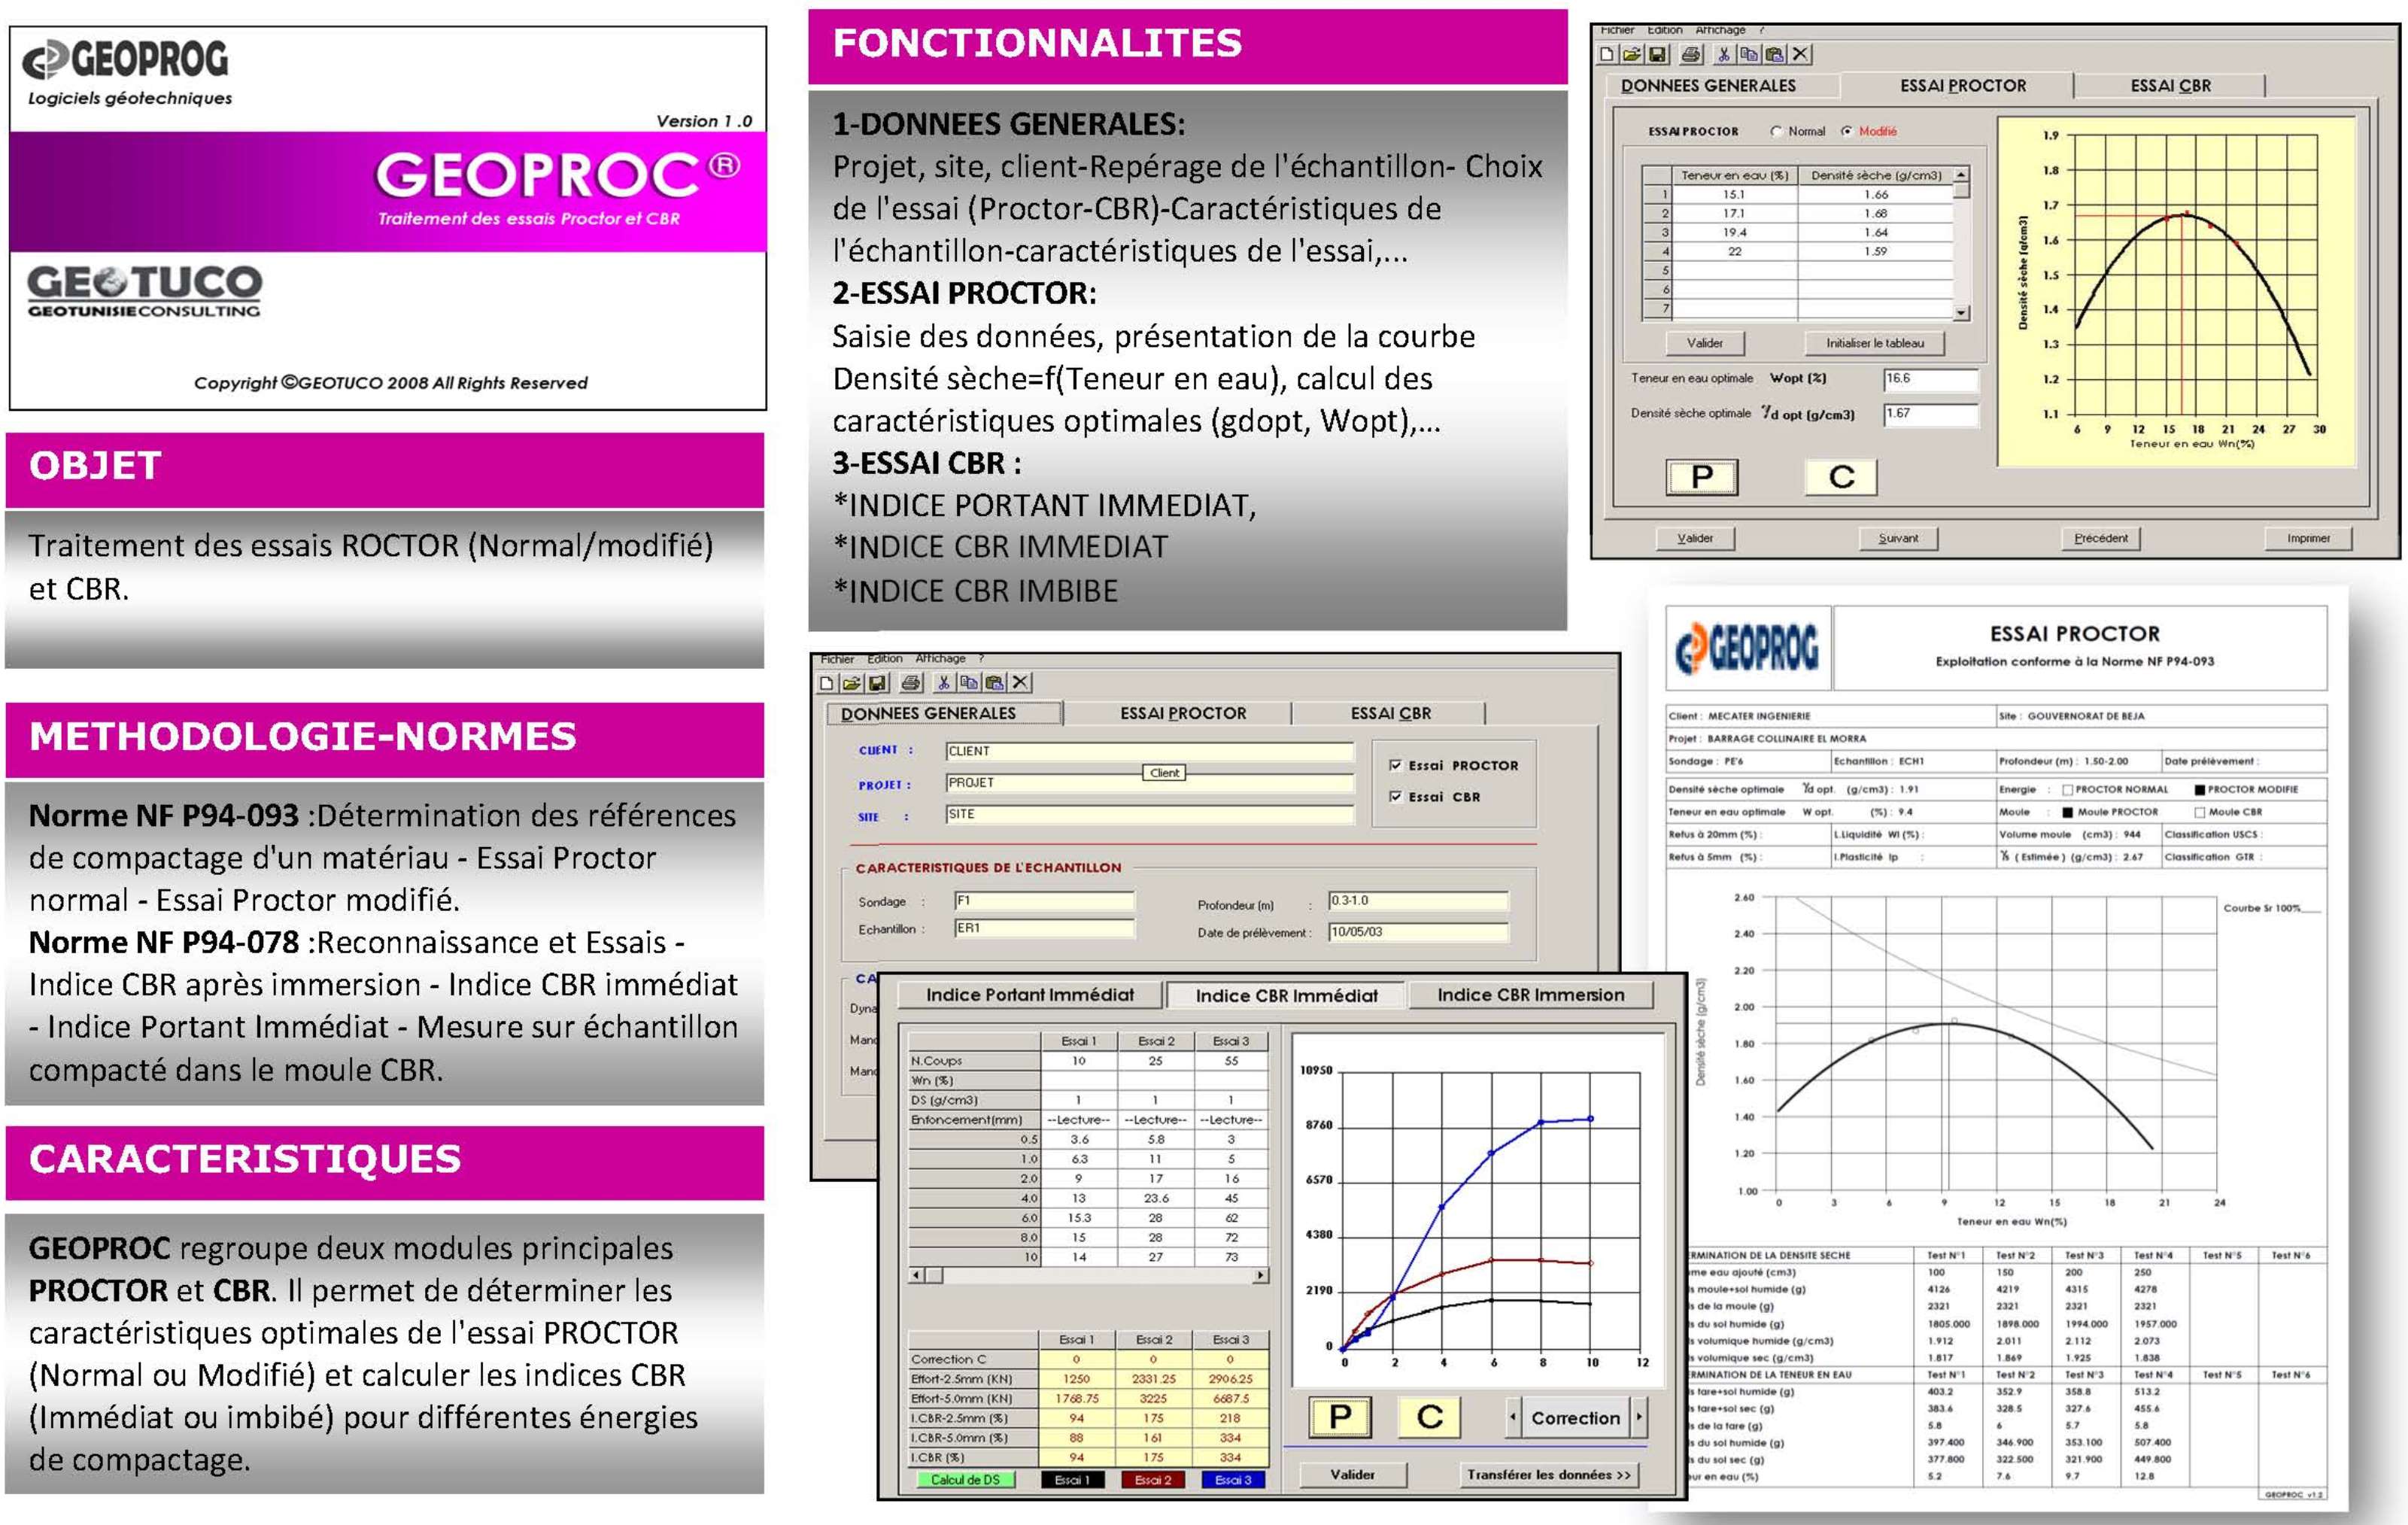 GEOPROG
Logiciels géotechniques
Version 1 .0
GEOPROC®
Traitement des essais Proctor et CBR
GEOTUCO
GEOTUNISIECONSULTING
Copyright ©GEOTUCO 2008 All Rights Reserved
OBJET
Traitement des essais ROCTOR (Normal/modifié)
et CBR.
METHODOLOGIE-NORMES
Norme NF P94-093 :Détermination des références
de compactage d'un matériau - Essai Proctor
normal - Essai Proctor modifié.
Norme NF P94-078 :Reconnaissance et Essais -
Indice CBR après immersion - Indice CBR immédiat
- Indice Portant Immédiat - Mesure sur échantillon
compacté dans le moule CBR.
CARACTERISTIQUES
GEOPROC regroupe deux modules principales
PROCTOR et CBR. Il permet de déterminer les
caractéristiques optimales de l'essai PROCTOR
(Normal ou Modifié) et calculer les indices CBR
(Immédiat ou imbibé) pour différentes énergies
de compactage.
FONCTIONNALITES
1-DONNEES GENERALES:
Projet, site, client-Repérage de l'échantillon- Choix
de l'essai (Proctor-CBR)-Caractéristiques de
l'échantillon-caractéristiques de l'essai,...
2-ESSAI PROCTOR:
Saisie des données, présentation de la courbe
Densité sèche=f(Teneur en eau), calcul des
caractéristiques optimales (gdopt, Wopt),...
3-ESSAI CBR :
*INDICE PORTANT IMMEDIAT,
*INDICE CBR IMMEDIAT
*INDICE CBR IMBIBE
Fichier Edition Affichage ?
DONNEES GENERALES ESSAI PROCTOR ESSAI CBR
CLIENT : CLIENT
Client
PROJET : PROJET
SITE : SITE
Essai PROCTOR
Essai CBR
CARACTERISTIQUES DE L'ECHANTILLON
Sondage : F1 Profondeur (m) : 0.3-1.0
Echantillon : ER1 Date de prélèvement : 10/05/03
CA
Dyna
Mand
Mand
Indice Portant Immédiat Indice CBR Immédiat Indice CBR Immersion
Essai 1 Essai 2 Essai 3
N.Coups 10 25 55
Wn (%)
DS (g/cm3) 1 1 1
Enfoncement(mm) --Lecture-- --Lecture-- --Lecture--
0.5 3.6 5.8 3
1.0 6.3 11 5
2.0 9 17 16
4.0 13 23.6 45
6.0 15.3 28 62
8.0 15 28 72
10 14 27 73
Essai 1 Essai 2 Essai 3
Correction C 0 0 0
Effort-2.5mm (KN) 1250 2331.25 2906.25
Effort-5.0mm (KN) 1768.75 3225 6687.5
I.CBR-2.5mm (%) 94 175 218
I.CBR-5.0mm (%) 88 161 334
I.CBR (%) 94 175 334
Calcul de DS Essai 1 Essai 2 Essai 3
10950
8760
6570
4380
2190
0
0 2 4 6 8 10 12
P C Correction
Valider Transférer les données >>
Fichier Edition Affichage ?
DONNEES GENERALES ESSAI PROCTOR ESSAI CBR
ESSAI PROCTOR Normal Modifié
Teneur en eau (%) Densité sèche (g/cm3)
1 15.1 1.66
2 17.1 1.68
3 19.4 1.64
4 22 1.59
5
6
7
Valider Initialiser le tableau
Teneur en eau optimale Wopt (%) 16.6
Densité sèche optimale γd opt (g/cm3) 1.67
P C
1.9
1.8
1.7
1.6
1.5
1.4
1.3
1.2
1.1
Densité sèche (g/cm3)
6 9 12 15 18 21 24 27 30
Teneur en eau Wn(%)
Valider Suivant Précédent Imprimer
GEOPROG
ESSAI PROCTOR
Exploitation conforme à la Norme NF P94-093
Client : MECATER INGENIERIE Site : GOUVERNORAT DE BEJA
Projet : BARRAGE COLLINAIRE EL MORRA
Sondage : PE'6 Echantillon : ECH1 Profondeur (m) : 1.50-2.00 Date prélèvement :
Densité sèche optimale γd opt. (g/cm3) : 1.91 Energie : PROCTOR NORMAL PROCTOR MODIFIE
Teneur en eau optimale W opt. (%) : 9.4 Moule : Moule PROCTOR Moule CBR
Refus à 20mm (%) : L.Liquidité Wl (%) : Volume moule (cm3) : 944 Classification USCS :
Refus à 5mm (%) : I.Plasticité Ip : γs ( Estimée ) (g/cm3) : 2.67 Classification GTR :
Courbe Sr 100%
2.60
2.40
2.20
2.00
1.80
1.60
1.40
1.20
1.00
Densité sèche (g/cm3)
0 3 6 9 12 15 18 21 24
Teneur en eau Wn(%)
ERMINATION DE LA DENSITE SECHE Test N°1 Test N°2 Test N°3 Test N°4 Test N°5 Test N°6
me eau ajouté (cm3) 100 150 200 250
s moule+sol humide (g) 4126 4219 4315 4278
s de la moule (g) 2321 2321 2321 2321
s du sol humide (g) 1805.000 1898.000 1994.000 1957.000
s volumique humide (g/cm3) 1.912 2.011 2.112 2.073
s volumique sec (g/cm3) 1.817 1.869 1.925 1.838
ERMINATION DE LA TENEUR EN EAU Test N°1 Test N°2 Test N°3 Test N°4 Test N°5 Test N°6
s tare+sol humide (g) 403.2 352.9 358.8 513.2
s tare+sol sec (g) 383.6 328.5 327.6 455.6
s de la tare (g) 5.8 6 5.7 5.8
s du sol humide (g) 397.400 346.900 353.100 507.400
s du sol sec (g) 377.800 322.500 321.900 449.800
ur en eau (%) 5.2 7.6 9.7 12.8
GEOPROC v1.2